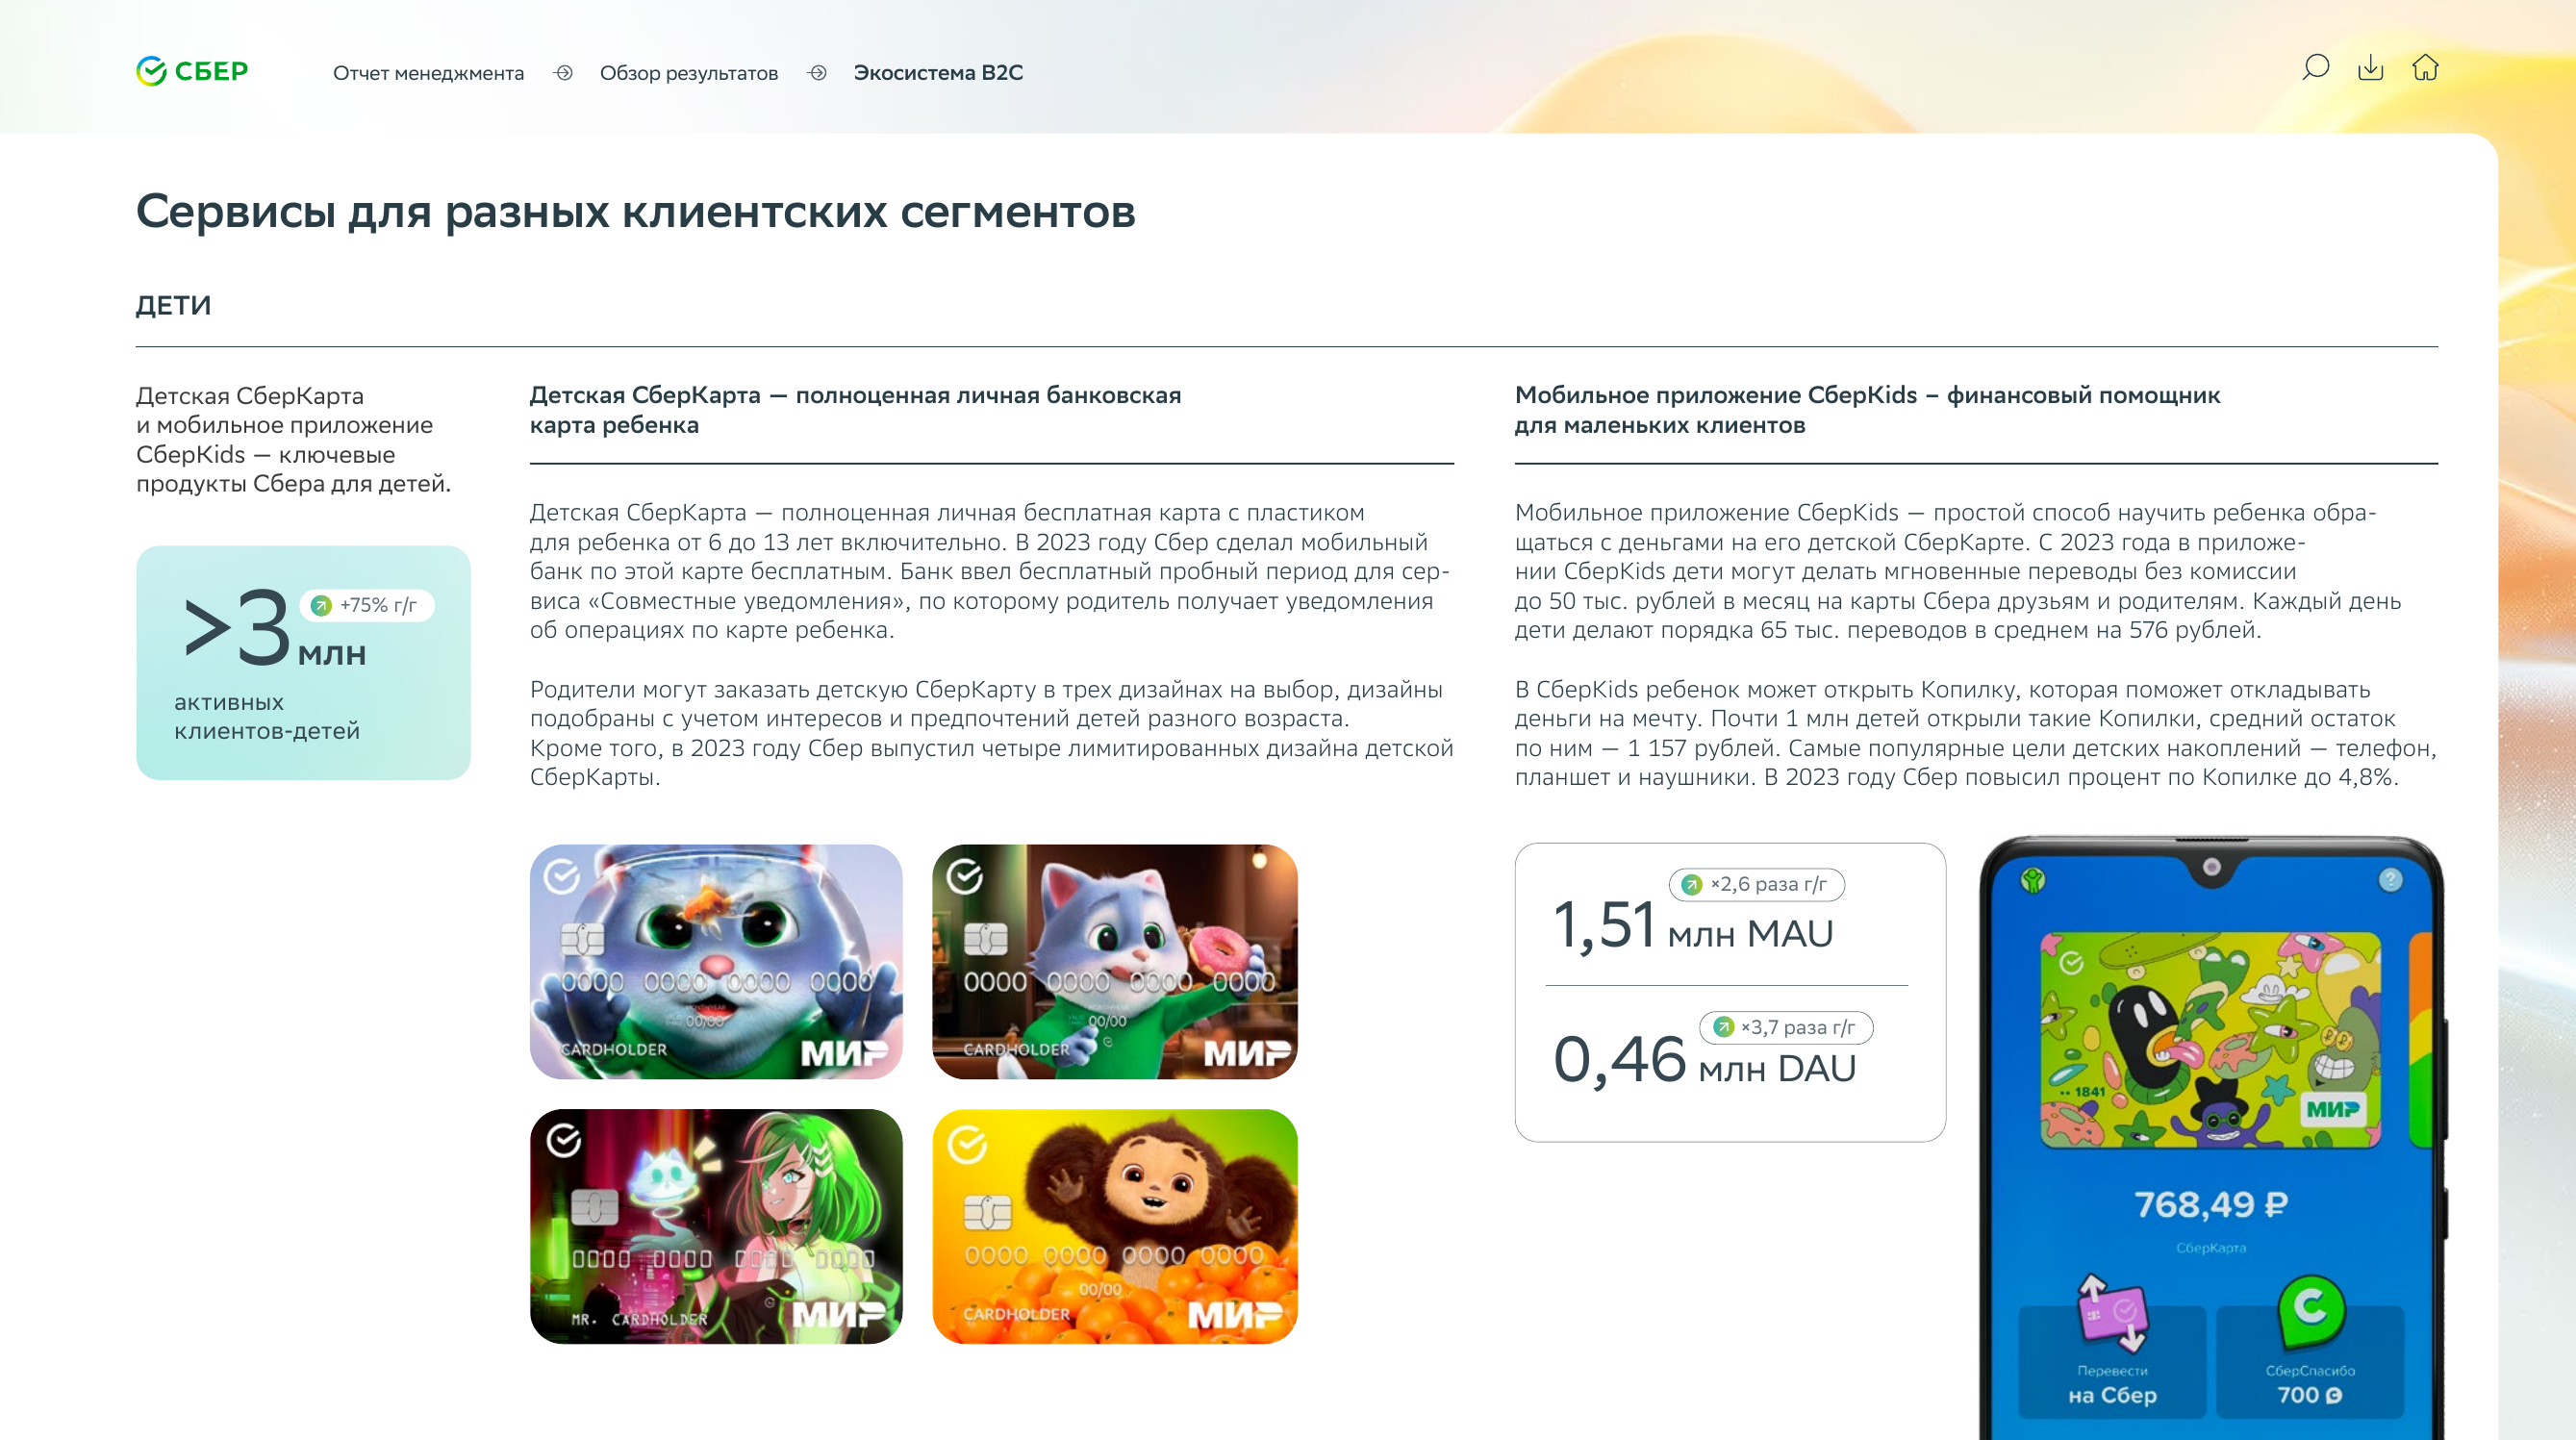 СБЕР
Отчет менеджмента
Обзор результатов
Экосистема B2C
Сервисы для разных клиентских сегментов
ДЕТИ
Детская СберКарта
и мобильное приложение
СберKids — ключевые
продукты Сбера для детей.
>3 млн
+75% г/г
активных
клиентов-детей
Детская СберКарта — полноценная личная банковская
карта ребенка
Детская СберКарта — полноценная личная бесплатная карта с пластиком
для ребенка от 6 до 13 лет включительно. В 2023 году Сбер сделал мобильный
банк по этой карте бесплатным. Банк ввел бесплатный пробный период для сер-
виса «Совместные уведомления», по которому родитель получает уведомления
об операциях по карте ребенка.
Родители могут заказать детскую СберКарту в трех дизайнах на выбор, дизайны
подобраны с учетом интересов и предпочтений детей разного возраста.
Кроме того, в 2023 году Сбер выпустил четыре лимитированных дизайна детской
СберКарты.
0000 0000 0000 0000
00/00
CARDHOLDER
МИР
0000 0000 0000 0000
00/00
CARDHOLDER
МИР
0000 0000 0000 0000
MR. CARDHOLDER
МИР
0000 0000 0000 0000
00/00
CARDHOLDER
МИР
Мобильное приложение СберKids – финансовый помощник
для маленьких клиентов
Мобильное приложение СберKids — простой способ научить ребенка обра-
щаться с деньгами на его детской СберКарте. С 2023 года в приложе-
нии СберKids дети могут делать мгновенные переводы без комиссии
до 50 тыс. рублей в месяц на карты Сбера друзьям и родителям. Каждый день
дети делают порядка 65 тыс. переводов в среднем на 576 рублей.
В СберKids ребенок может открыть Копилку, которая поможет откладывать
деньги на мечту. Почти 1 млн детей открыли такие Копилки, средний остаток
по ним — 1 157 рублей. Самые популярные цели детских накоплений — телефон,
планшет и наушники. В 2023 году Сбер повысил процент по Копилке до 4,8%.
×2,6 раза г/г
1,51 млн MAU
×3,7 раза г/г
0,46 млн DAU
?
•• 1841
МИР
768,49 ₽
СберКарта
Перевести
на Сбер
СберСпасибо
700